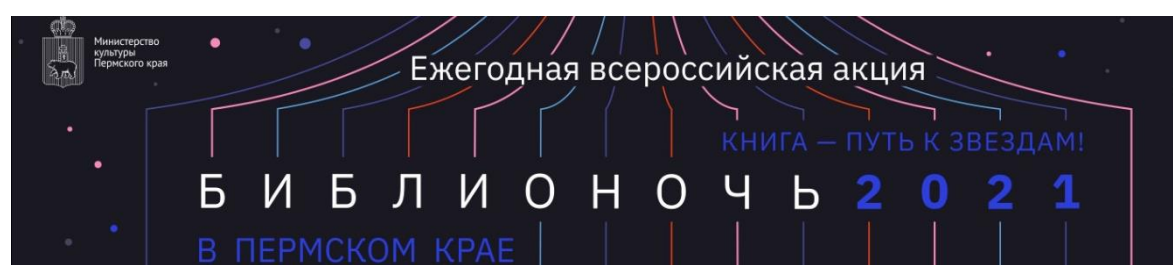 Министерство
культуры
Пермского края
Ежегодная всероссийская акция
КНИГА — ПУТЬ К ЗВЕЗДАМ!
БИБЛИОНОЧЬ 2021
В ПЕРМСКОМ КРАЕ